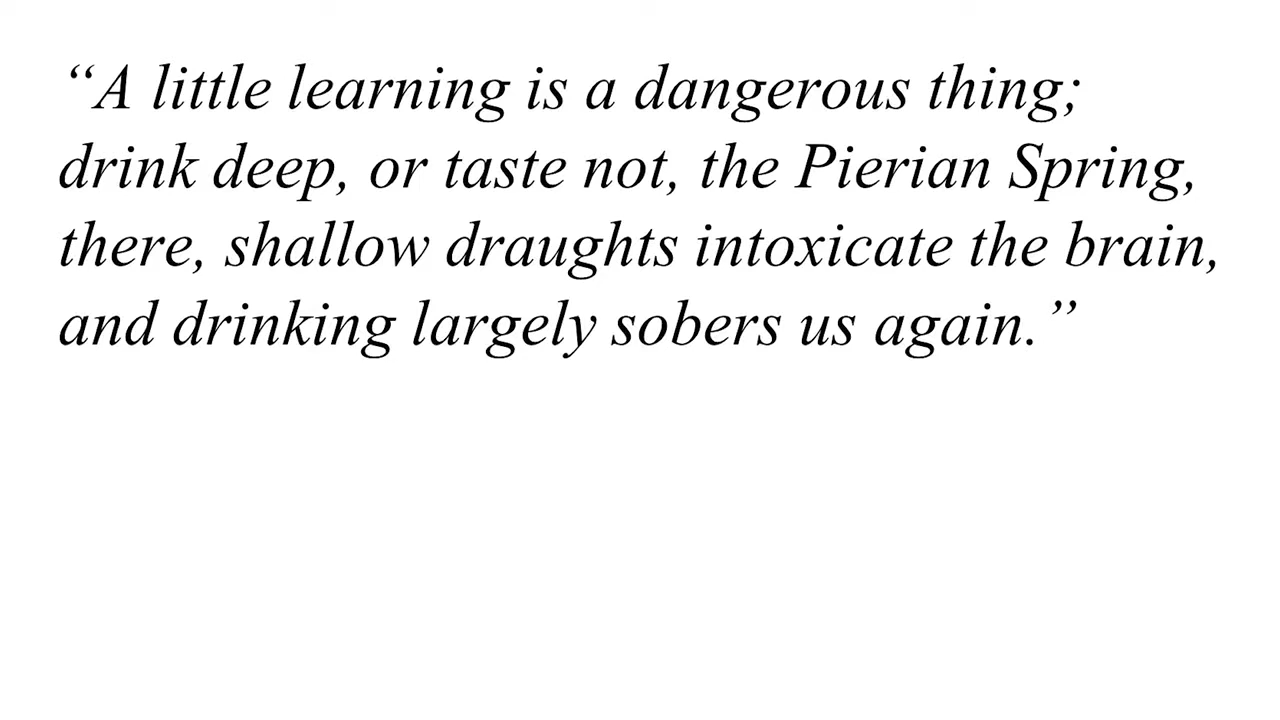 “A little learning is a dangerous thing;
drink deep, or taste not, the Pierian Spring,
there, shallow draughts intoxicate the brain,
and drinking largely sobers us again.”